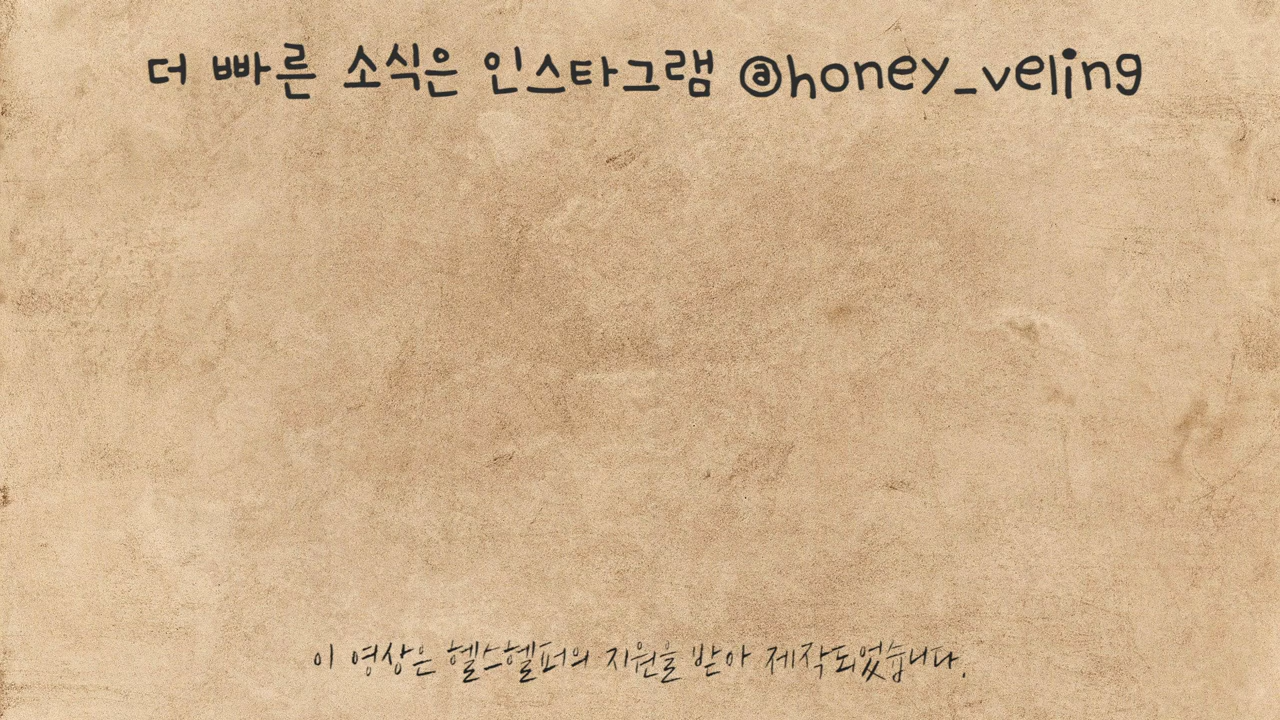 더 빠른 소식은 인스타그램 @honey_veling
이 영상은 헬스헬퍼의 지원을 받아 제작되었습니다.